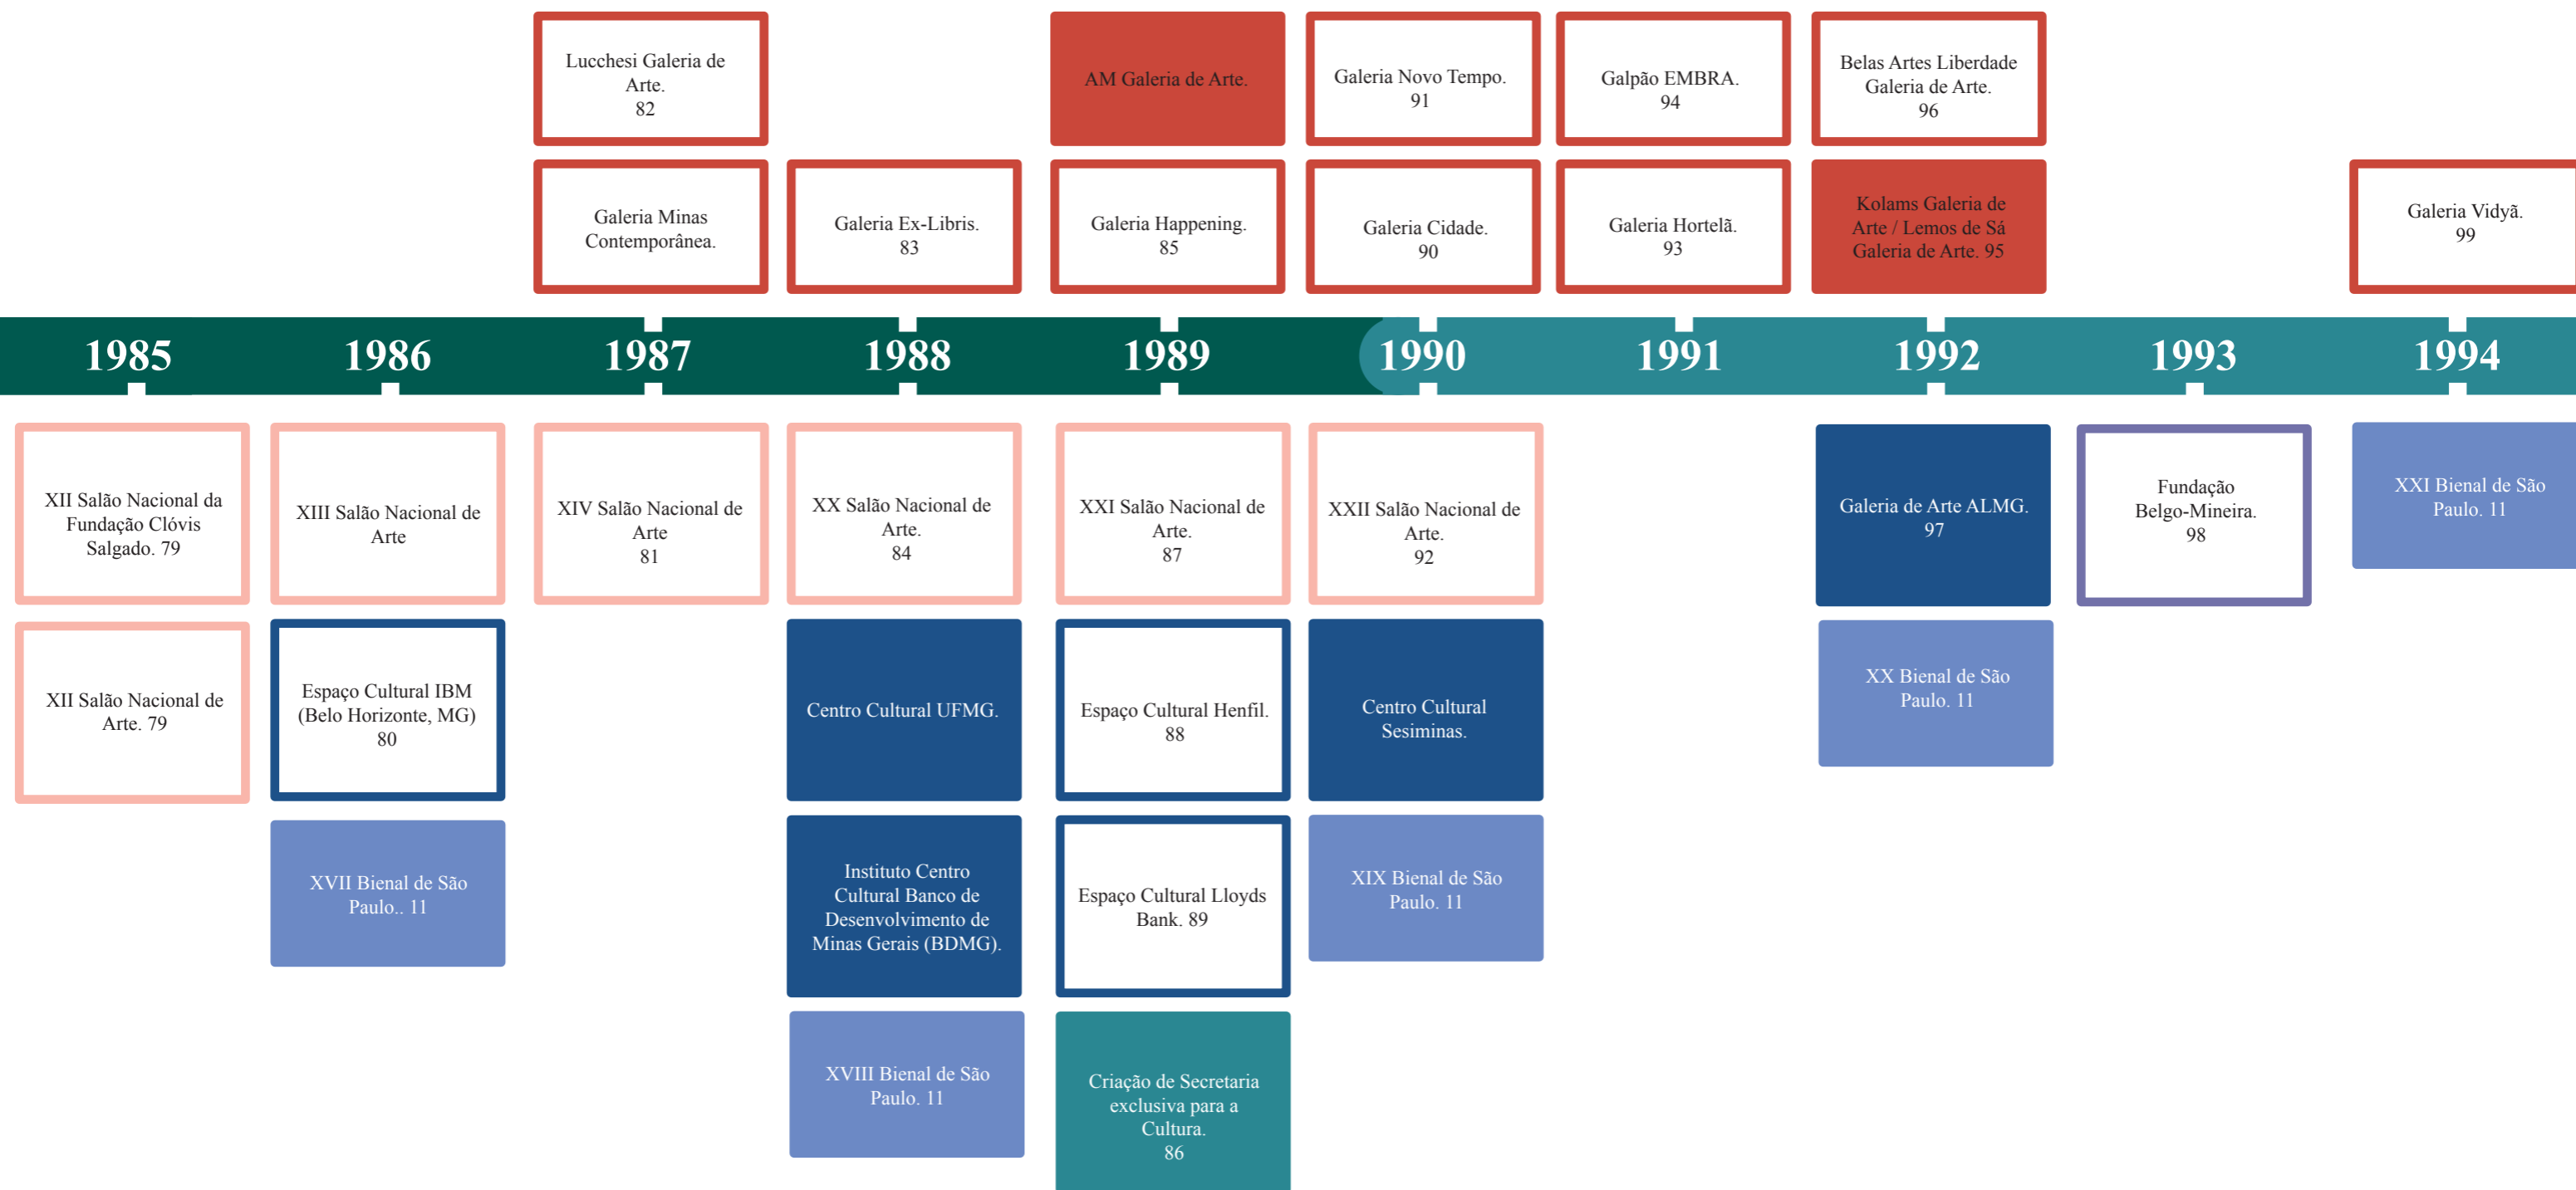 Lucchesi Galeria de
Arte.
82
AM Galeria de Arte.
Galeria Novo Tempo.
91
Galpão EMBRA.
94
Belas Artes Liberdade
Galeria de Arte.
96
Galeria Minas
Contemporânea.
Galeria Ex-Libris.
83
Galeria Happening.
85
Galeria Cidade.
90
Galeria Hortelã.
93
Kolams Galeria de
Arte / Lemos de Sá
Galeria de Arte. 95
Galeria Vidyã.
99
1985
1986
1987
1988
1989
1990
1991
1992
1993
1994
XII Salão Nacional da
Fundação Clóvis
Salgado. 79
XIII Salão Nacional de
Arte
XIV Salão Nacional de
Arte
81
XX Salão Nacional de
Arte.
84
XXI Salão Nacional de
Arte.
87
XXII Salão Nacional de
Arte.
92
Galeria de Arte ALMG.
97
Fundação
Belgo-Mineira.
98
XXI Bienal de São
Paulo. 11
XII Salão Nacional de
Arte. 79
Espaço Cultural IBM
(Belo Horizonte, MG)
80
Centro Cultural UFMG.
Espaço Cultural Henfil.
88
Centro Cultural
Sesiminas.
XX Bienal de São
Paulo. 11
XVII Bienal de São
Paulo.. 11
Instituto Centro
Cultural Banco de
Desenvolvimento de
Minas Gerais (BDMG).
Espaço Cultural Lloyds
Bank. 89
XIX Bienal de São
Paulo. 11
XVIII Bienal de São
Paulo. 11
Criação de Secretaria
exclusiva para a
Cultura.
86